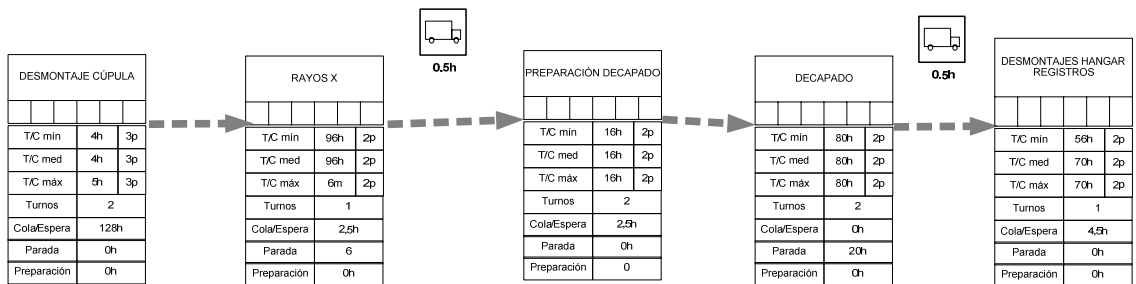 0.5h
0.5h
DESMONTAJE CÚPULA
T/C mín 4h 3p
T/C med 4h 3p
T/C máx 5h 3p
Turnos 2
Cola/Espera 128h
Parada 0h
Preparación 0h
RAYOS X
T/C mín 96h 2p
T/C med 96h 2p
T/C máx 6m 2p
Turnos 1
Cola/Espera 2,5h
Parada 6
Preparación 0h
PREPARACIÓN DECAPADO
T/C mín 16h 2p
T/C med 16h 2p
T/C máx 16h 2p
Turnos 2
Cola/Espera 2,5h
Parada 0h
Preparación 0
DECAPADO
T/C mín 80h 2p
T/C med 80h 2p
T/C máx 80h 2p
Turnos 2
Cola/Espera 0h
Parada 20h
Preparación 0h
DESMONTAJES HANGAR
REGISTROS
T/C mín 56h 2p
T/C med 70h 2p
T/C máx 70h 2p
Turnos 1
Cola/Espera 4,5h
Parada 0h
Preparación 0h